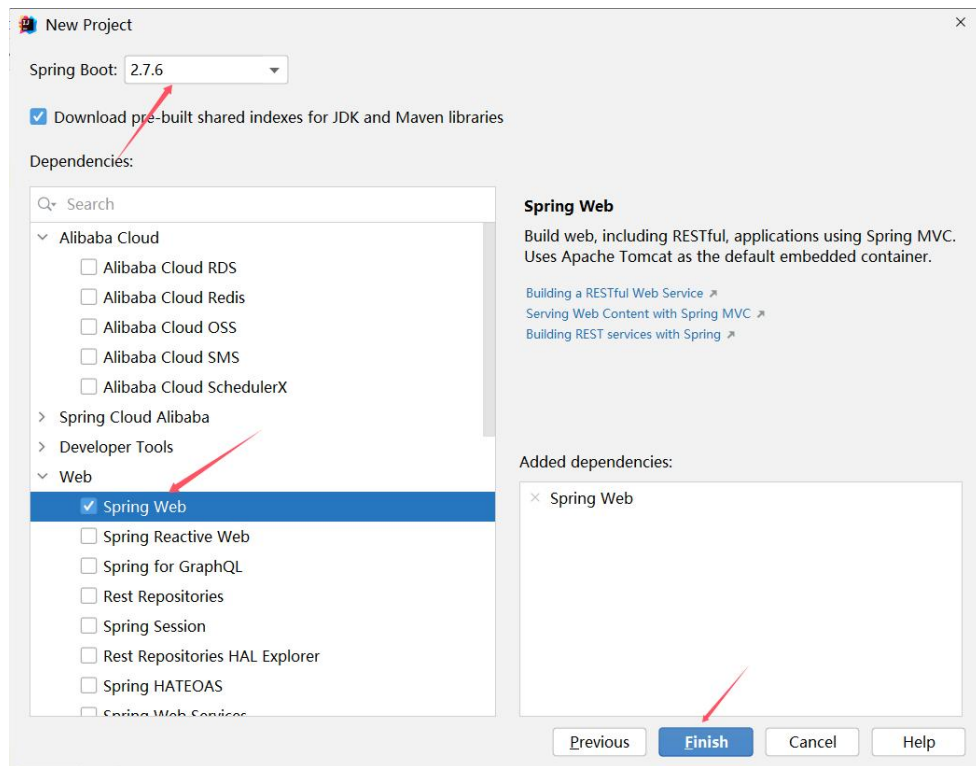 New Project
Spring Boot: 2.7.6
Download pre-built shared indexes for JDK and Maven libraries
Dependencies:
Search
Alibaba Cloud
Alibaba Cloud RDS
Alibaba Cloud Redis
Alibaba Cloud OSS
Alibaba Cloud SMS
Alibaba Cloud SchedulerX
Spring Cloud Alibaba
Developer Tools
Web
Spring Web
Spring Reactive Web
Spring for GraphQL
Rest Repositories
Spring Session
Rest Repositories HAL Explorer
Spring HATEOAS
Spring Web Services
Spring Web
Build web, including RESTful, applications using Spring MVC.
Uses Apache Tomcat as the default embedded container.
Building a RESTful Web Service
Serving Web Content with Spring MVC
Building REST services with Spring
Added dependencies:
Spring Web
Previous
Finish
Cancel
Help